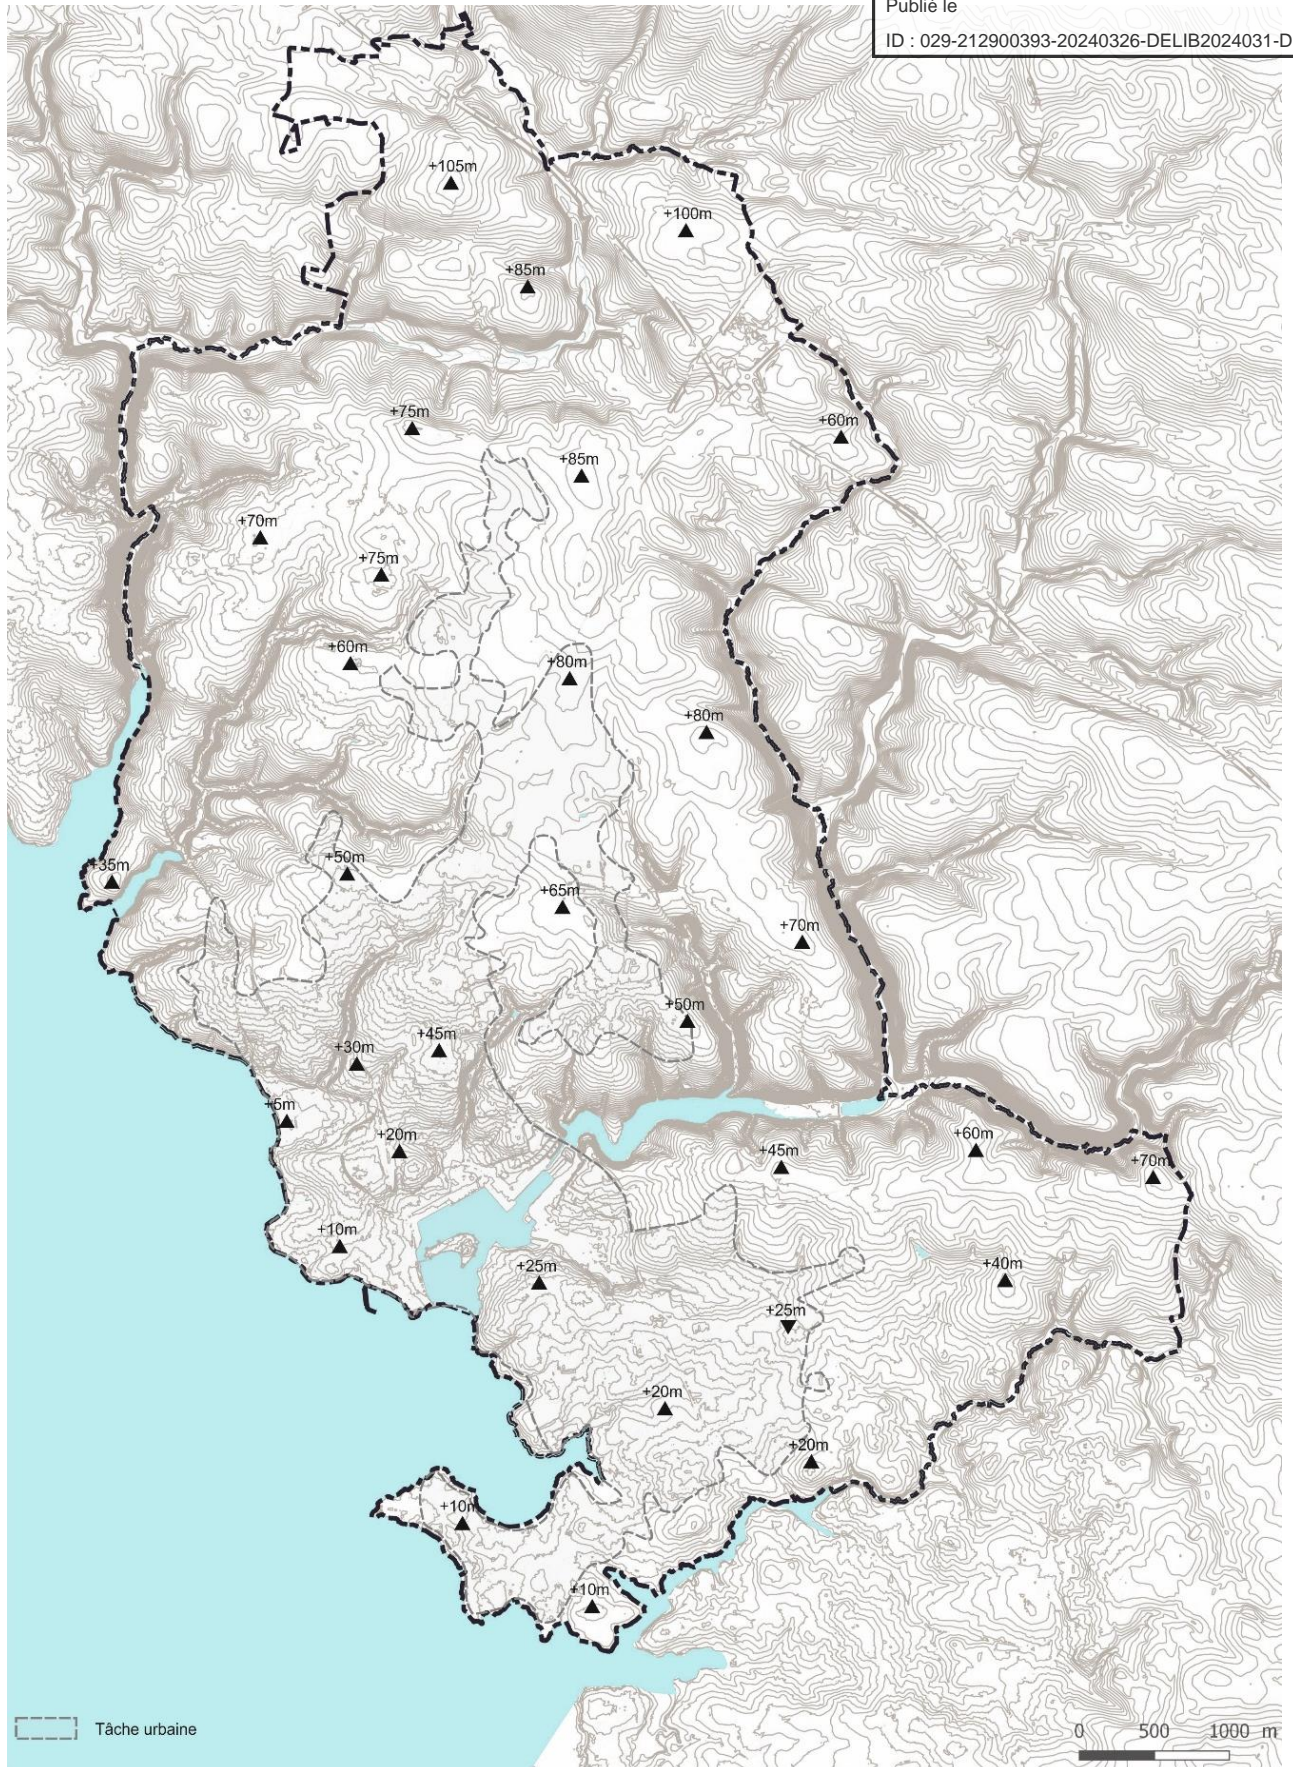 Publié le
ID : 029-212900393-20240326-DELIB2024031-D
+105m
+100m
+85m
+75m
+60m
+85m
+70m
+75m
+60m
+80m
+80m
+35m
+50m
+65m
+70m
+50m
+45m
+30m
+5m
+20m
+60m
+45m
+70m
+10m
+25m
+40m
+25m
+20m
+20m
+10m
+10m
Tâche urbaine
0 500 1000 m